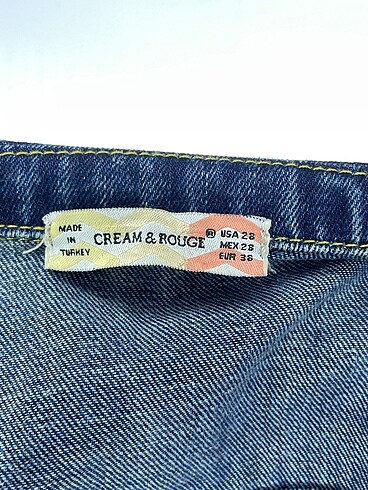 MADE
IN
TURKEY
CREAM & ROUGE ®
USA 28
MEX 28
EUR 38